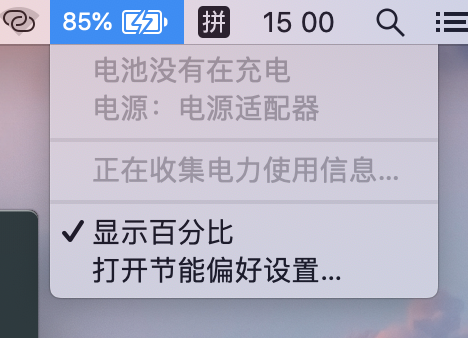 85% 拼 15 00
电池没有在充电
电源：电源适配器
正在收集电力使用信息...
显示百分比
打开节能偏好设置...